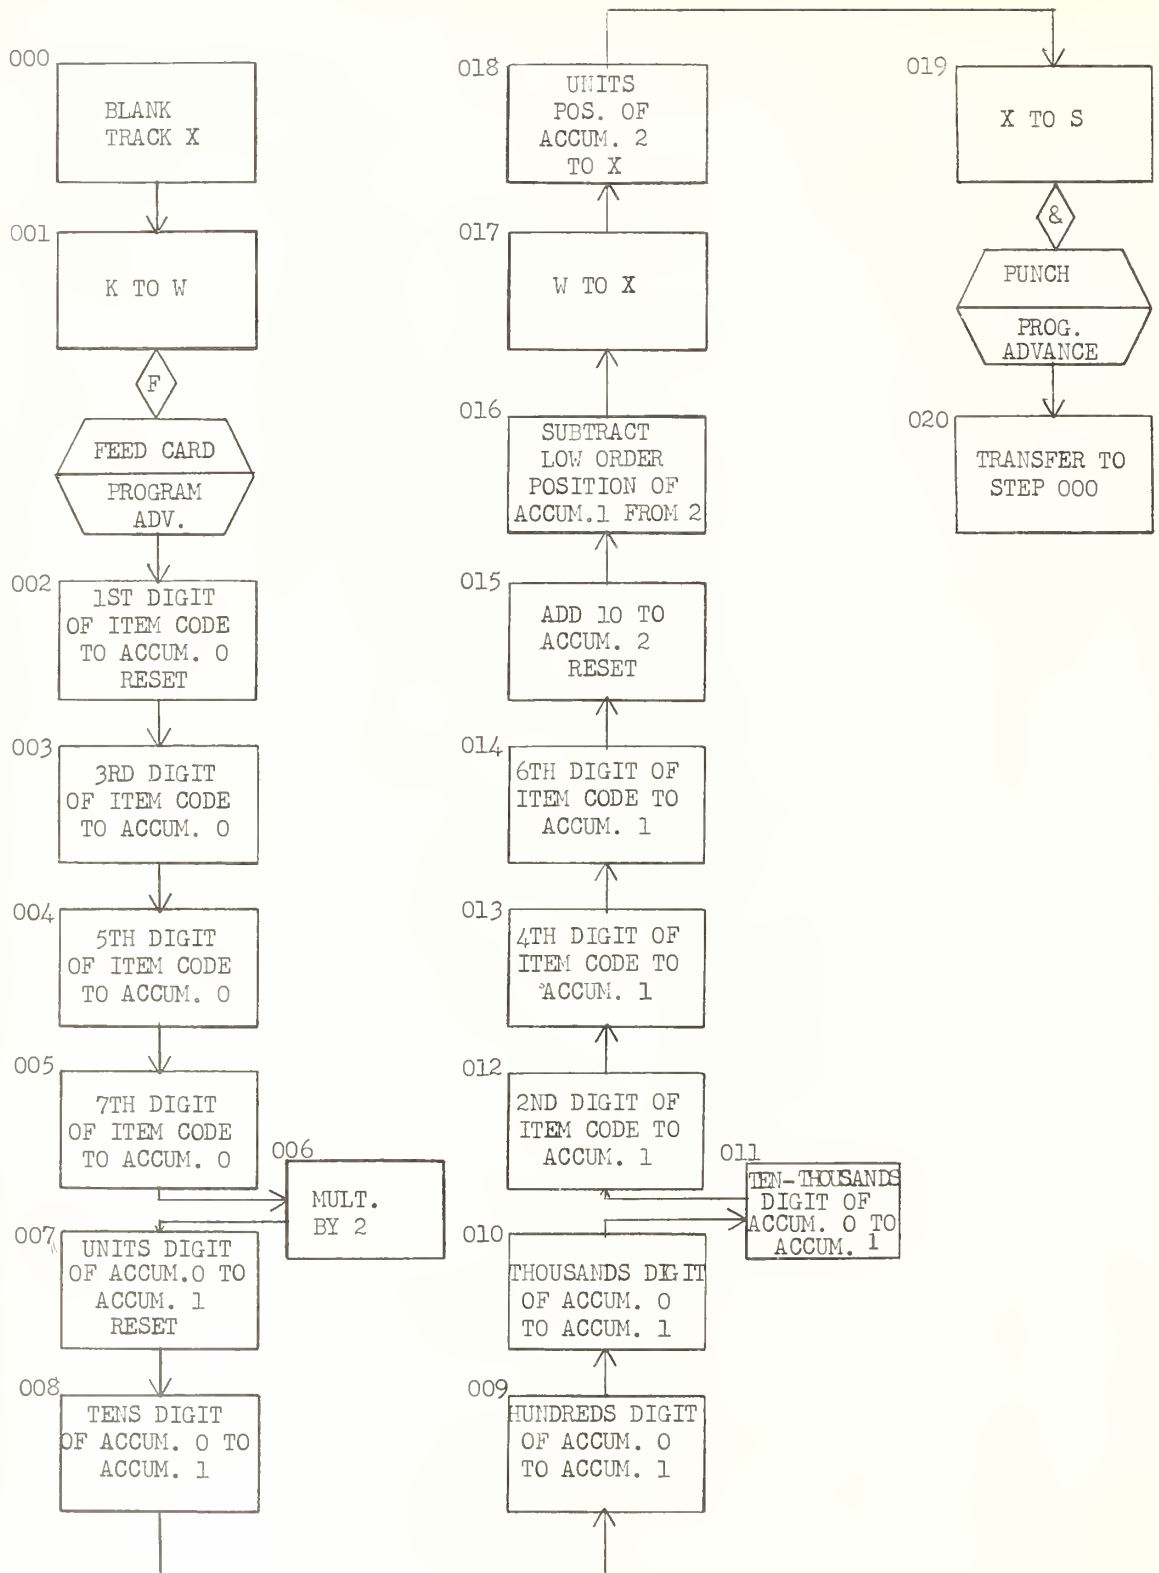 000
BLANK
TRACK X
001
K TO W
F
FEED CARD
PROGRAM
ADV.
002
1ST DIGIT
OF ITEM CODE
TO ACCUM. 0
RESET
003
3RD DIGIT
OF ITEM CODE
TO ACCUM. 0
004
5TH DIGIT
OF ITEM CODE
TO ACCUM. 0
005
7TH DIGIT
OF ITEM CODE
TO ACCUM. 0
006
MULT.
BY 2
007
UNITS DIGIT
OF ACCUM.0 TO
ACCUM. 1
RESET
008
TENS DIGIT
OF ACCUM. 0 TO
ACCUM. 1
009
HUNDREDS DIGIT
OF ACCUM. 0
TO ACCUM. 1
010
THOUSANDS DIGIT
OF ACCUM. 0
TO ACCUM. 1
011
TEN-THOUSANDS
DIGIT OF
ACCUM. 0 TO
ACCUM. 1
012
2ND DIGIT OF
ITEM CODE TO
ACCUM. 1
013
4TH DIGIT OF
ITEM CODE TO
ACCUM. 1
014
6TH DIGIT OF
ITEM CODE TO
ACCUM. 1
015
ADD 10 TO
ACCUM. 2
RESET
016
SUBTRACT
LOW ORDER
POSITION OF
ACCUM.1 FROM 2
017
W TO X
018
UNITS
POS. OF
ACCUM. 2
TO X
019
X TO S
&
PUNCH
PROG.
ADVANCE
020
TRANSFER TO
STEP 000